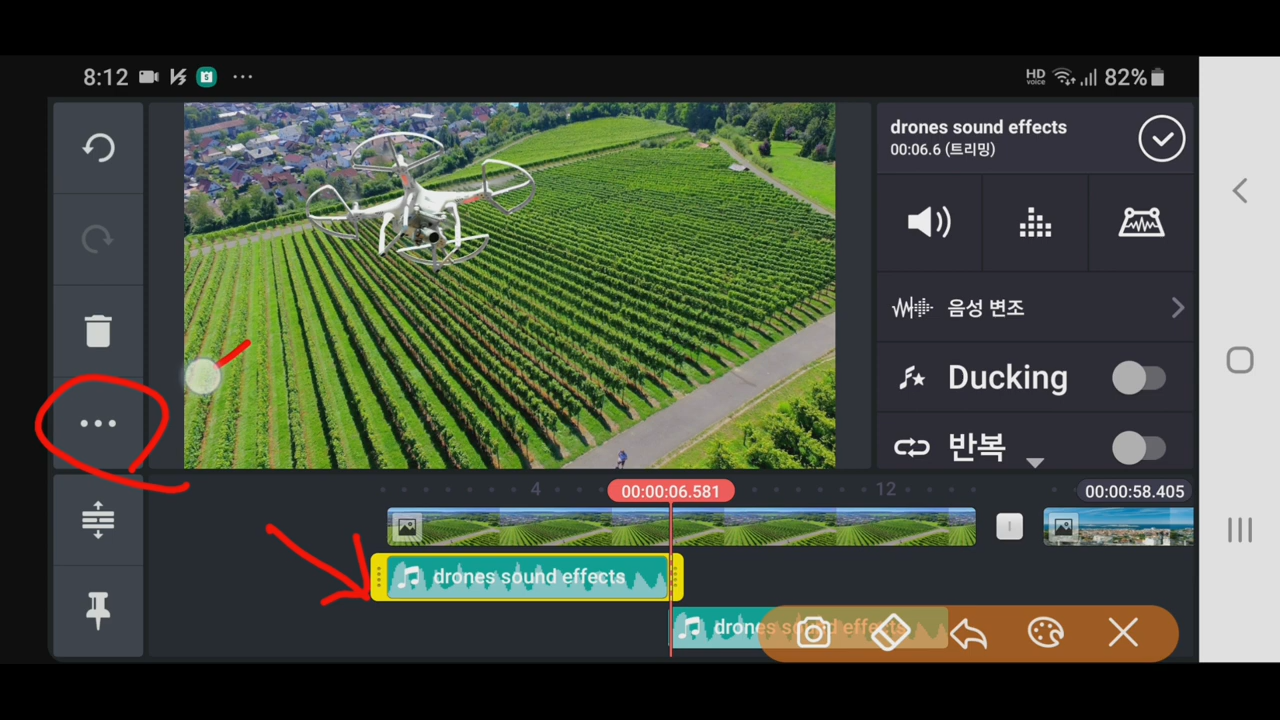 8:12
HD voice 82%
drones sound effects
00:06.6 (트리밍)
음성 변조
Ducking
반복
4
00:00:06.581
12
00:00:58.405
drones sound effects
drones sound effects